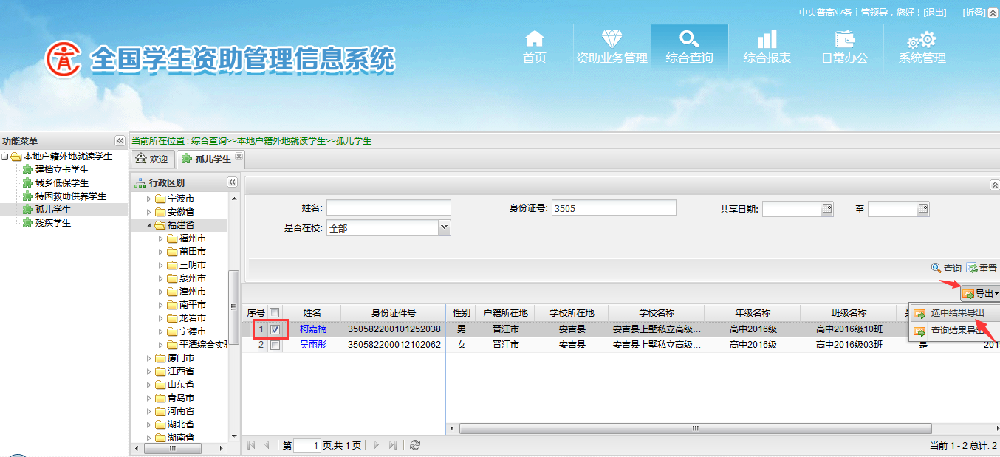 中央普高业务主管领导，您好！[退出] [折叠]
全国学生资助管理信息系统
首页 资助业务管理 综合查询 综合报表 日常办公 系统管理
功能菜单
当前所在位置 : 综合查询>>本地户籍外地就读学生>>孤儿学生
本地户籍外地就读学生
建档立卡学生
城乡低保学生
特困救助供养学生
孤儿学生
残疾学生
欢迎 孤儿学生
行政区划
宁波市
安徽省
福建省
福州市
莆田市
三明市
泉州市
漳州市
南平市
龙岩市
宁德市
平潭综合实
厦门市
江西省
山东省
青岛市
河南省
湖北省
湖南省
姓名: 身份证号: 3505 共享日期: 至
是否在校: 全部
查询 重置
导出
选中结果导出
查询结果导出
序号 姓名 身份证件号 性别 户籍所在地 学校所在地 学校名称 年级名称 班级名称
1 柯嘉楠 350582200101252038 男 晋江市 安吉县 安吉县上墅私立高级... 高中2016级 高中2016级10班
2 吴雨彤 350582200012102062 女 晋江市 安吉县 安吉县上墅私立高级... 高中2016级 高中2016级03班 是 201
第 1 页,共 1 页
当前 1 - 2 总计: 2